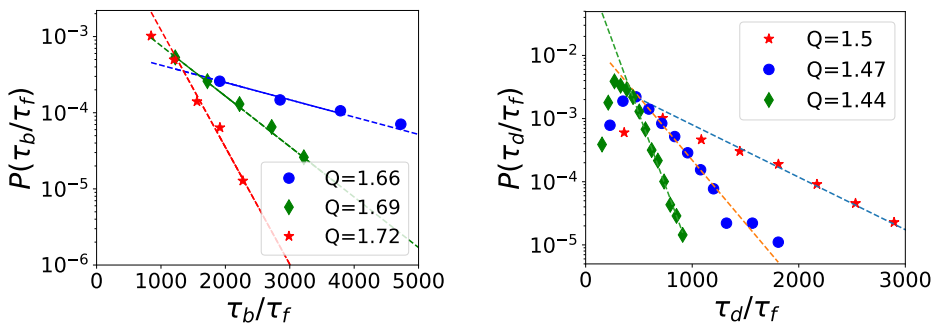 10⁻³
10⁻⁴
10⁻⁵
10⁻⁶
P(τ_b/τ_f)
Q=1.66
Q=1.69
Q=1.72
0 1000 2000 3000 4000 5000
τ_b/τ_f
10⁻²
10⁻³
10⁻⁴
10⁻⁵
P(τ_d/τ_f)
Q=1.5
Q=1.47
Q=1.44
0 1000 2000 3000
τ_d/τ_f